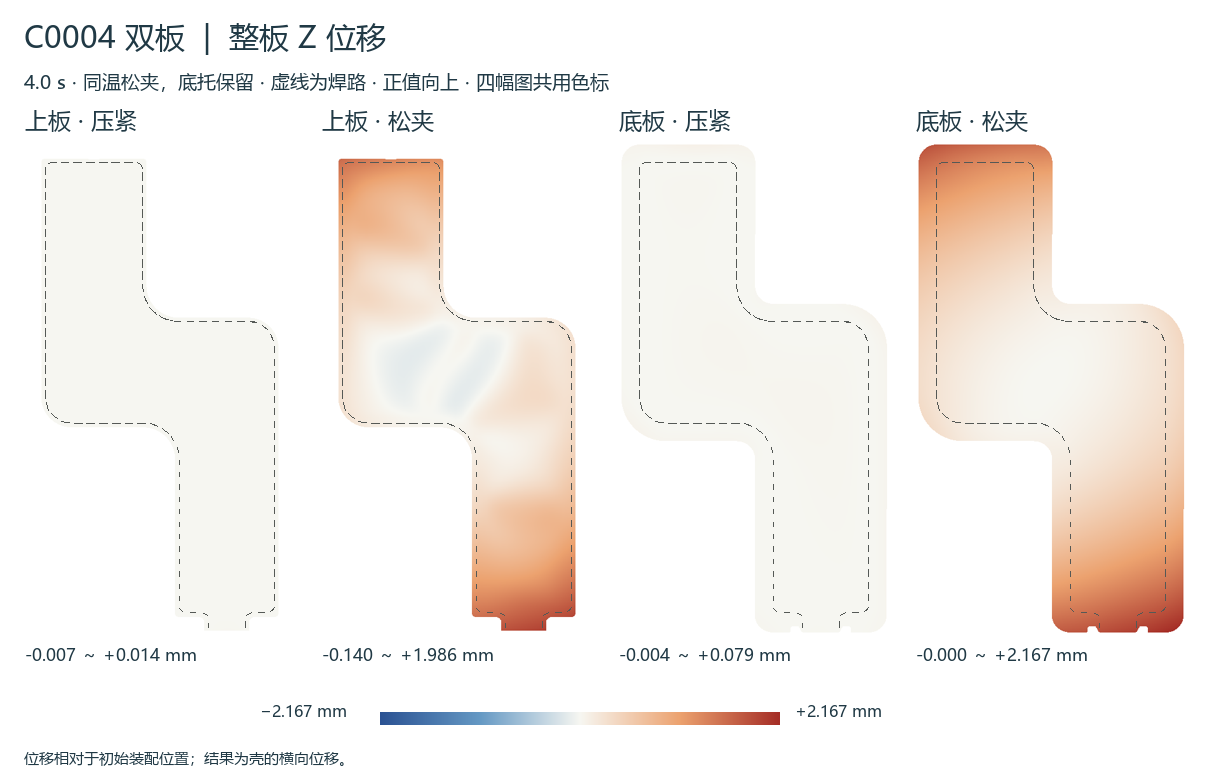 C0004 双板 | 整板 Z 位移
4.0 s · 同温松夹，底托保留 · 虚线为焊路 · 正值向上 · 四幅图共用色标
上板 · 压紧
上板 · 松夹
底板 · 压紧
底板 · 松夹
-0.007 ~ +0.014 mm
-0.140 ~ +1.986 mm
-0.004 ~ +0.079 mm
-0.000 ~ +2.167 mm
−2.167 mm
+2.167 mm
位移相对于初始装配位置；结果为壳的横向位移。